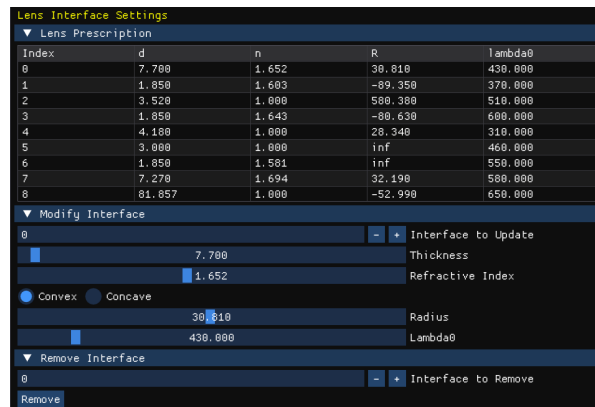 Lens Interface Settings
▼ Lens Prescription
Index d n R lambda0
0 7.700 1.652 30.810 430.000
1 1.850 1.603 -89.350 370.000
2 3.520 1.000 580.380 510.000
3 1.850 1.643 -80.630 600.000
4 4.180 1.000 28.340 310.000
5 3.000 1.000 inf 460.000
6 1.850 1.581 inf 550.000
7 7.270 1.694 32.190 580.000
8 81.857 1.000 -52.990 650.000
▼ Modify Interface
0 - + Interface to Update
7.700 Thickness
1.652 Refractive Index
Convex Concave
30.810 Radius
430.000 Lambda0
▼ Remove Interface
0 - + Interface to Remove
Remove